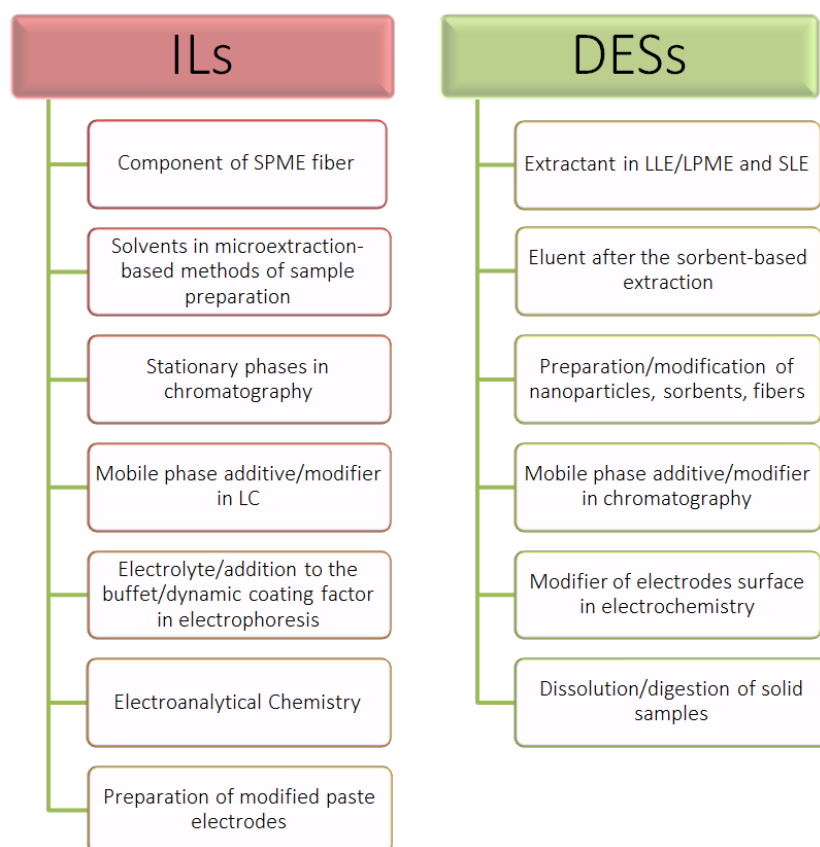 ILs
Component of SPME fiber
Solvents in microextraction-
based methods of sample
preparation
Stationary phases in
chromatography
Mobile phase additive/modifier
in LC
Electrolyte/addition to the
buffet/dynamic coating factor
in electrophoresis
Electroanalytical Chemistry
Preparation of modified paste
electrodes
DESs
Extractant in LLE/LPME and SLE
Eluent after the sorbent-based
extraction
Preparation/modification of
nanoparticles, sorbents, fibers
Mobile phase additive/modifier
in chromatography
Modifier of electrodes surface
in electrochemistry
Dissolution/digestion of solid
samples